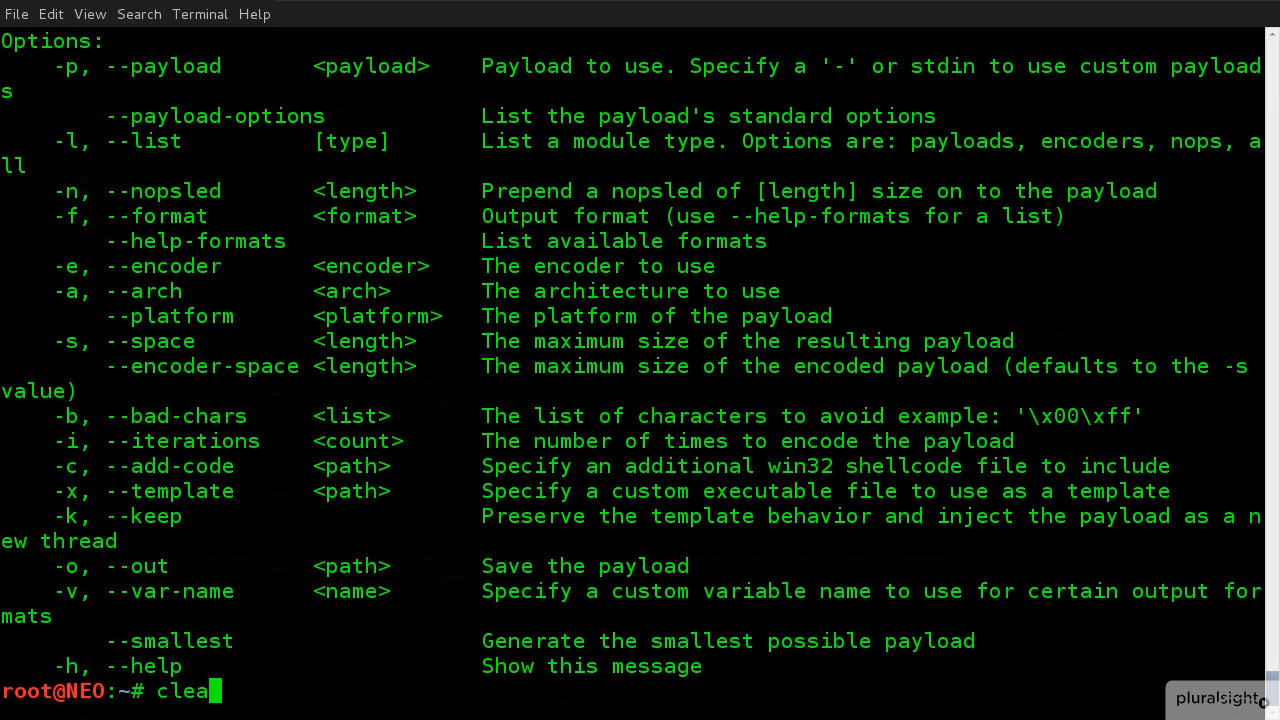 File Edit View Search Terminal Help
Options:
    -p, --payload       <payload>    Payload to use. Specify a '-' or stdin to use custom payload
s
        --payload-options            List the payload's standard options
    -l, --list          [type]       List a module type. Options are: payloads, encoders, nops, a
ll
    -n, --nopsled       <length>     Prepend a nopsled of [length] size on to the payload
    -f, --format        <format>     Output format (use --help-formats for a list)
        --help-formats               List available formats
    -e, --encoder       <encoder>    The encoder to use
    -a, --arch          <arch>       The architecture to use
        --platform      <platform>   The platform of the payload
    -s, --space         <length>     The maximum size of the resulting payload
        --encoder-space <length>     The maximum size of the encoded payload (defaults to the -s
value)
    -b, --bad-chars     <list>       The list of characters to avoid example: '\x00\xff'
    -i, --iterations    <count>      The number of times to encode the payload
    -c, --add-code      <path>       Specify an additional win32 shellcode file to include
    -x, --template      <path>       Specify a custom executable file to use as a template
    -k, --keep                       Preserve the template behavior and inject the payload as a n
ew thread
    -o, --out           <path>       Save the payload
    -v, --var-name      <name>       Specify a custom variable name to use for certain output for
mats
        --smallest                   Generate the smallest possible payload
    -h, --help                       Show this message
root@NEO:~# clea
pluralsight